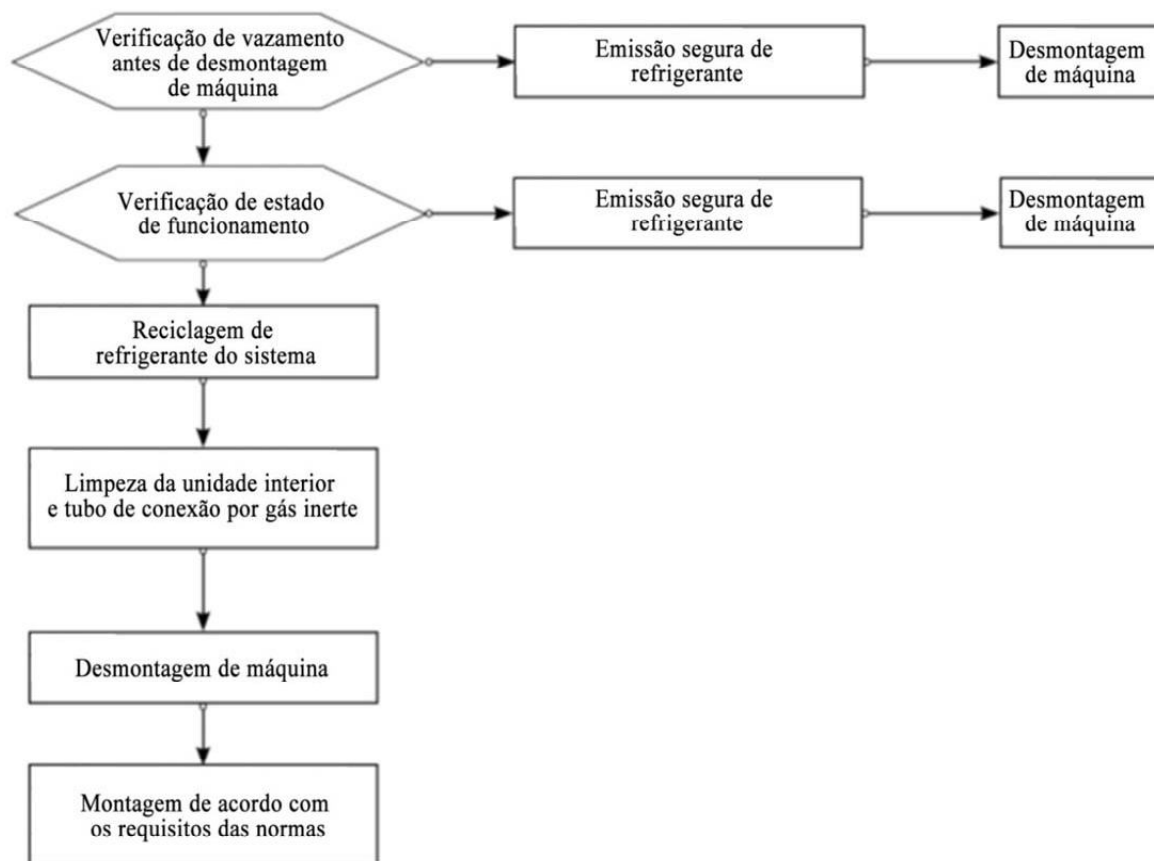 Verificação de vazamento
antes de desmontagem
de máquina
Emissão segura de
refrigerante
Desmontagem
de máquina
Verificação de estado
de funcionamento
Emissão segura de
refrigerante
Desmontagem
de máquina
Reciclagem de
refrigerante do sistema
Limpeza da unidade interior
e tubo de conexão por gás inerte
Desmontagem de máquina
Montagem de acordo com
os requisitos das normas